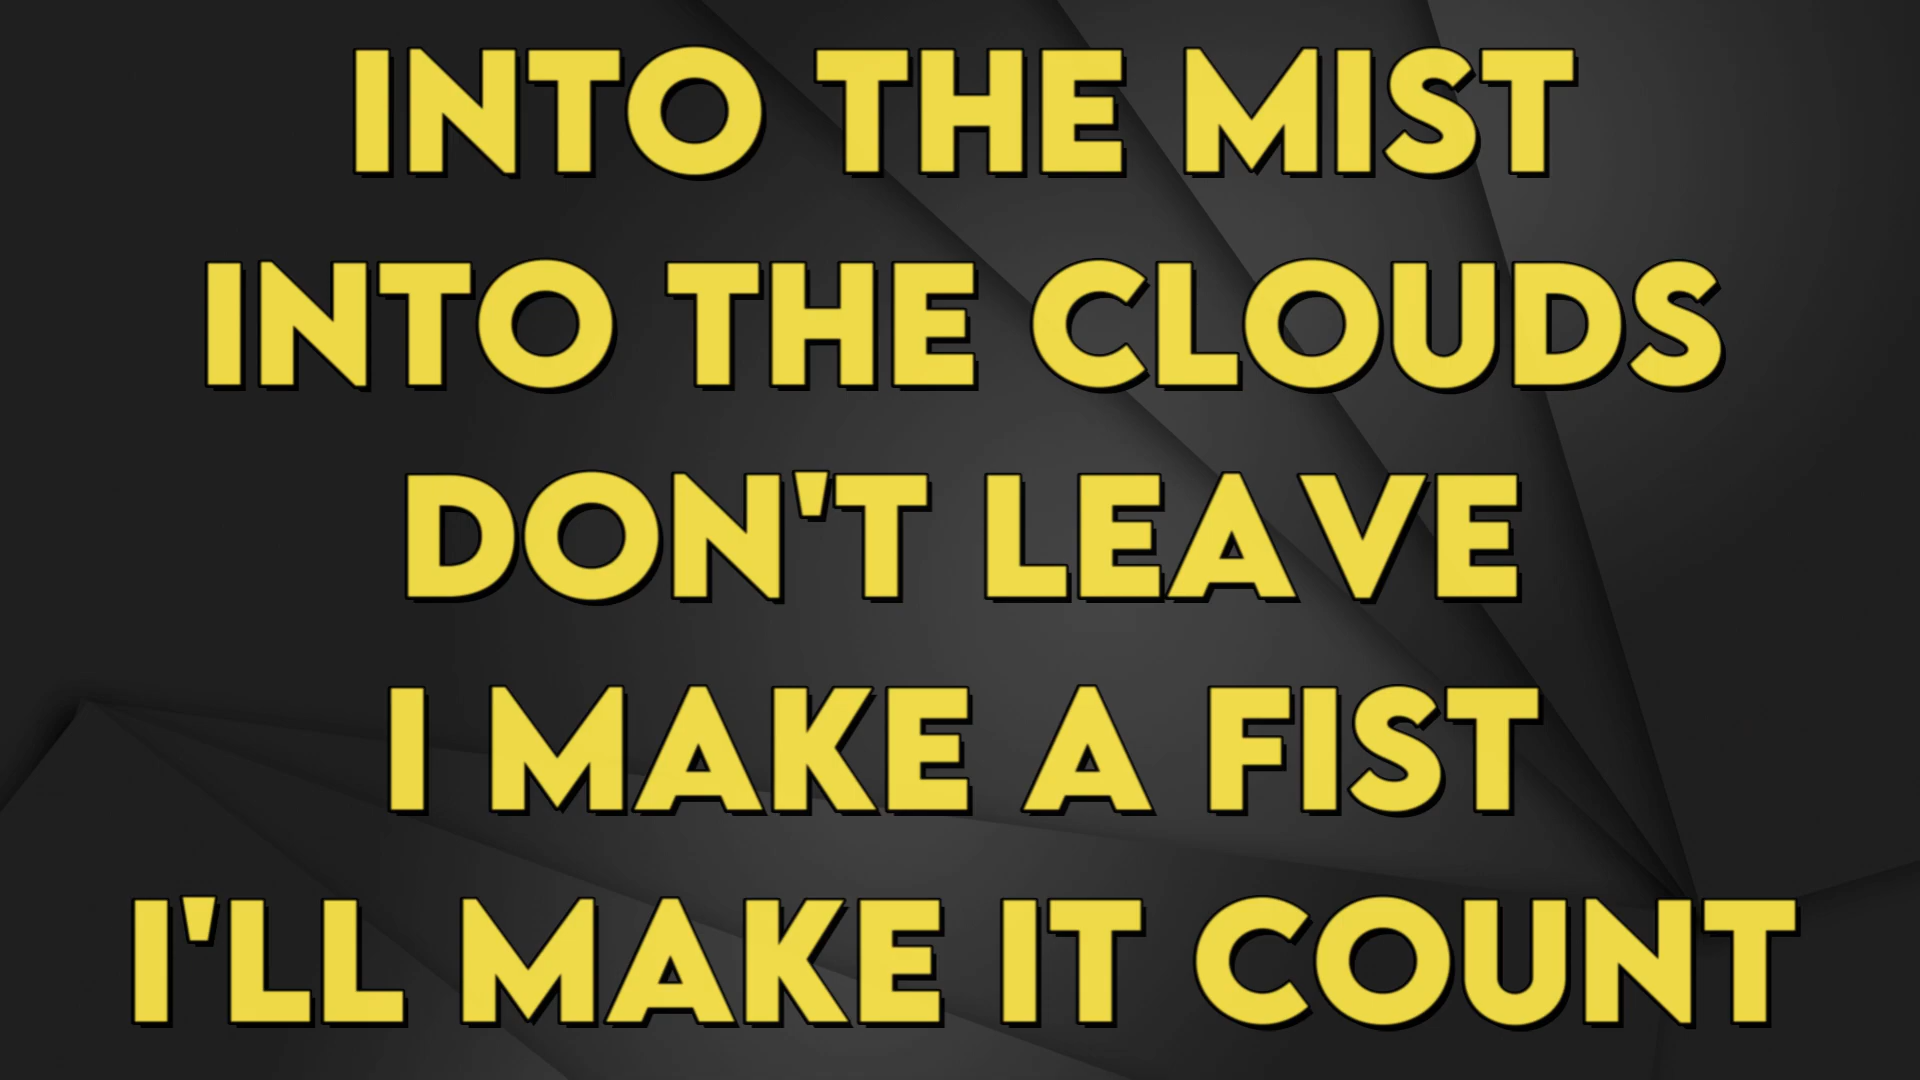 INTO THE MIST
INTO THE CLOUDS
DON'T LEAVE
I MAKE A FIST
I'LL MAKE IT COUNT